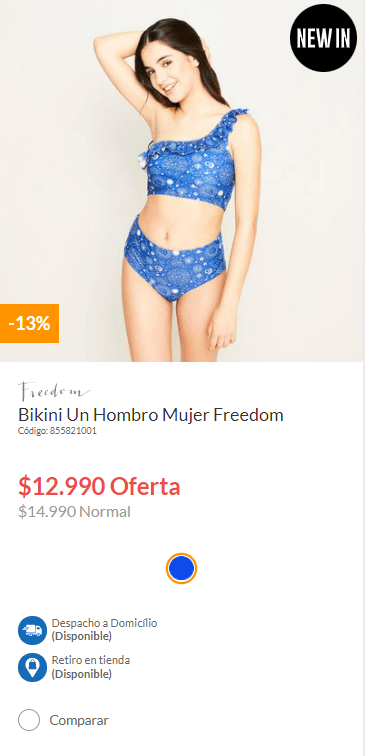 NEW IN
-13%
Freedom
Bikini Un Hombro Mujer Freedom
Código: 855821001
$12.990 Oferta
$14.990 Normal
Despacho a Domicilio
(Disponible)
Retiro en tienda
(Disponible)
Comparar